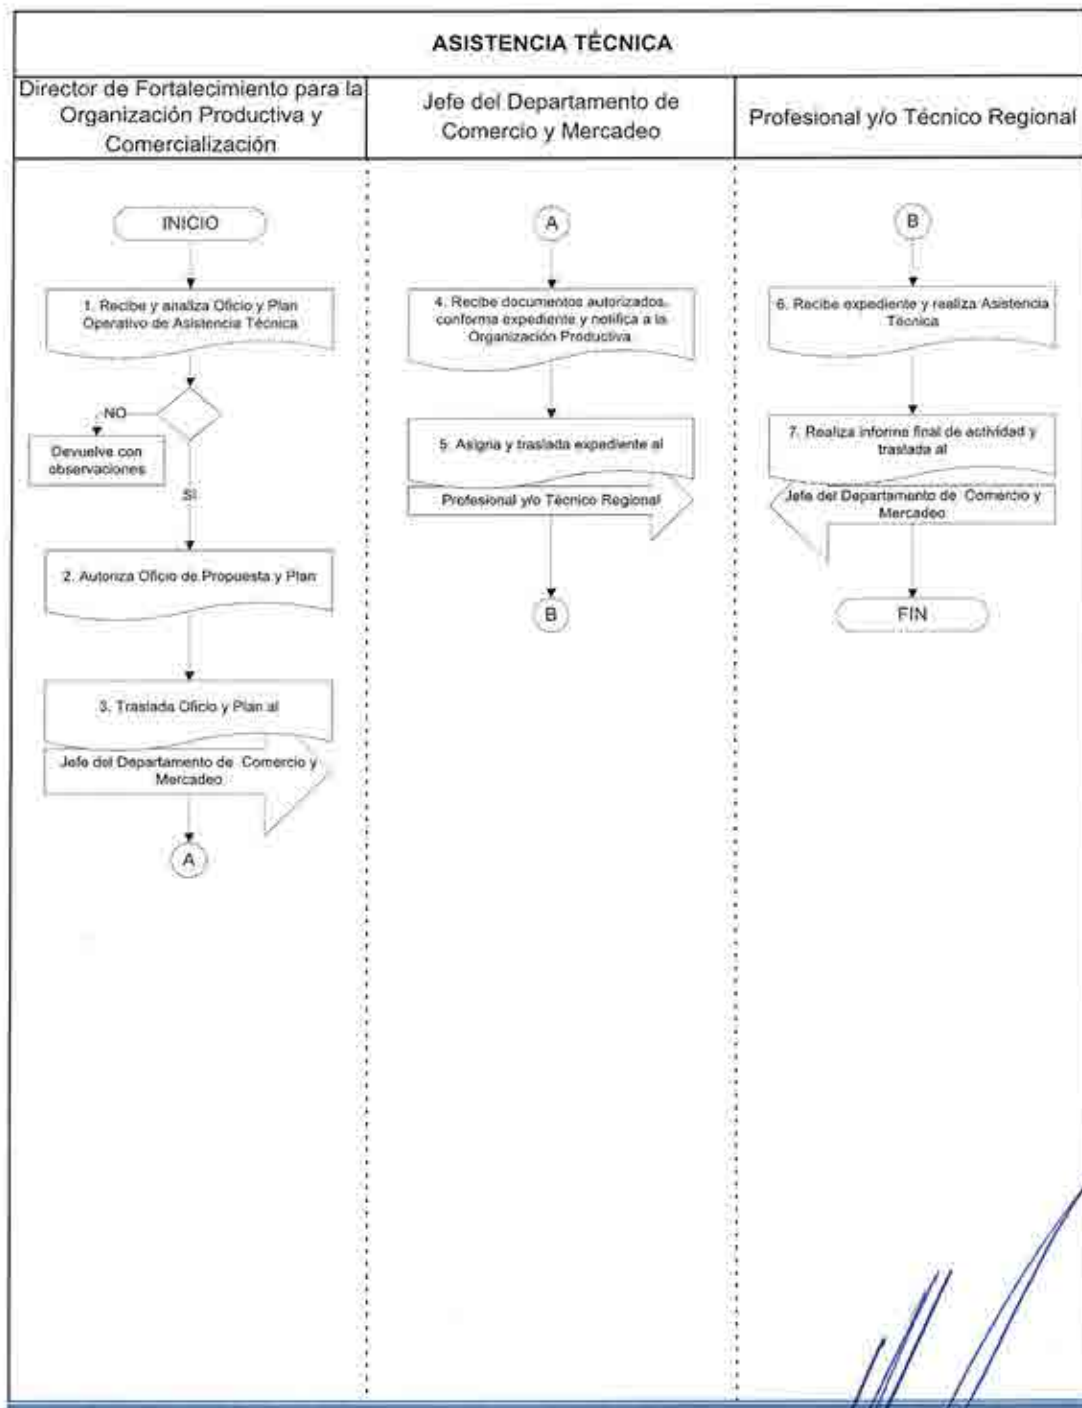 ASISTENCIA TÉCNICA
Director de Fortalecimiento para la
Organización Productiva y
Comercialización
Jefe del Departamento de
Comercio y Mercadeo
Profesional y/o Técnico Regional
INICIO
1. Recibe y analiza Oficio y Plan
Operativo de Asistencia Técnica
NO
Devuelve con
observaciones
SI
2. Autoriza Oficio de Propuesta y Plan
3. Traslada Oficio y Plan al
Jefe del Departamento de Comercio y
Mercadeo
A
A
4. Recibe documentos autorizados,
conforma expediente y notifica a la
Organización Productiva
5. Asigna y traslada expediente al
Profesional y/o Técnico Regional
B
B
6. Recibe expediente y realiza Asistencia
Técnica
7. Realiza informe final de actividad y
traslada al
Jefe del Departamento de Comercio y
Mercadeo
FIN